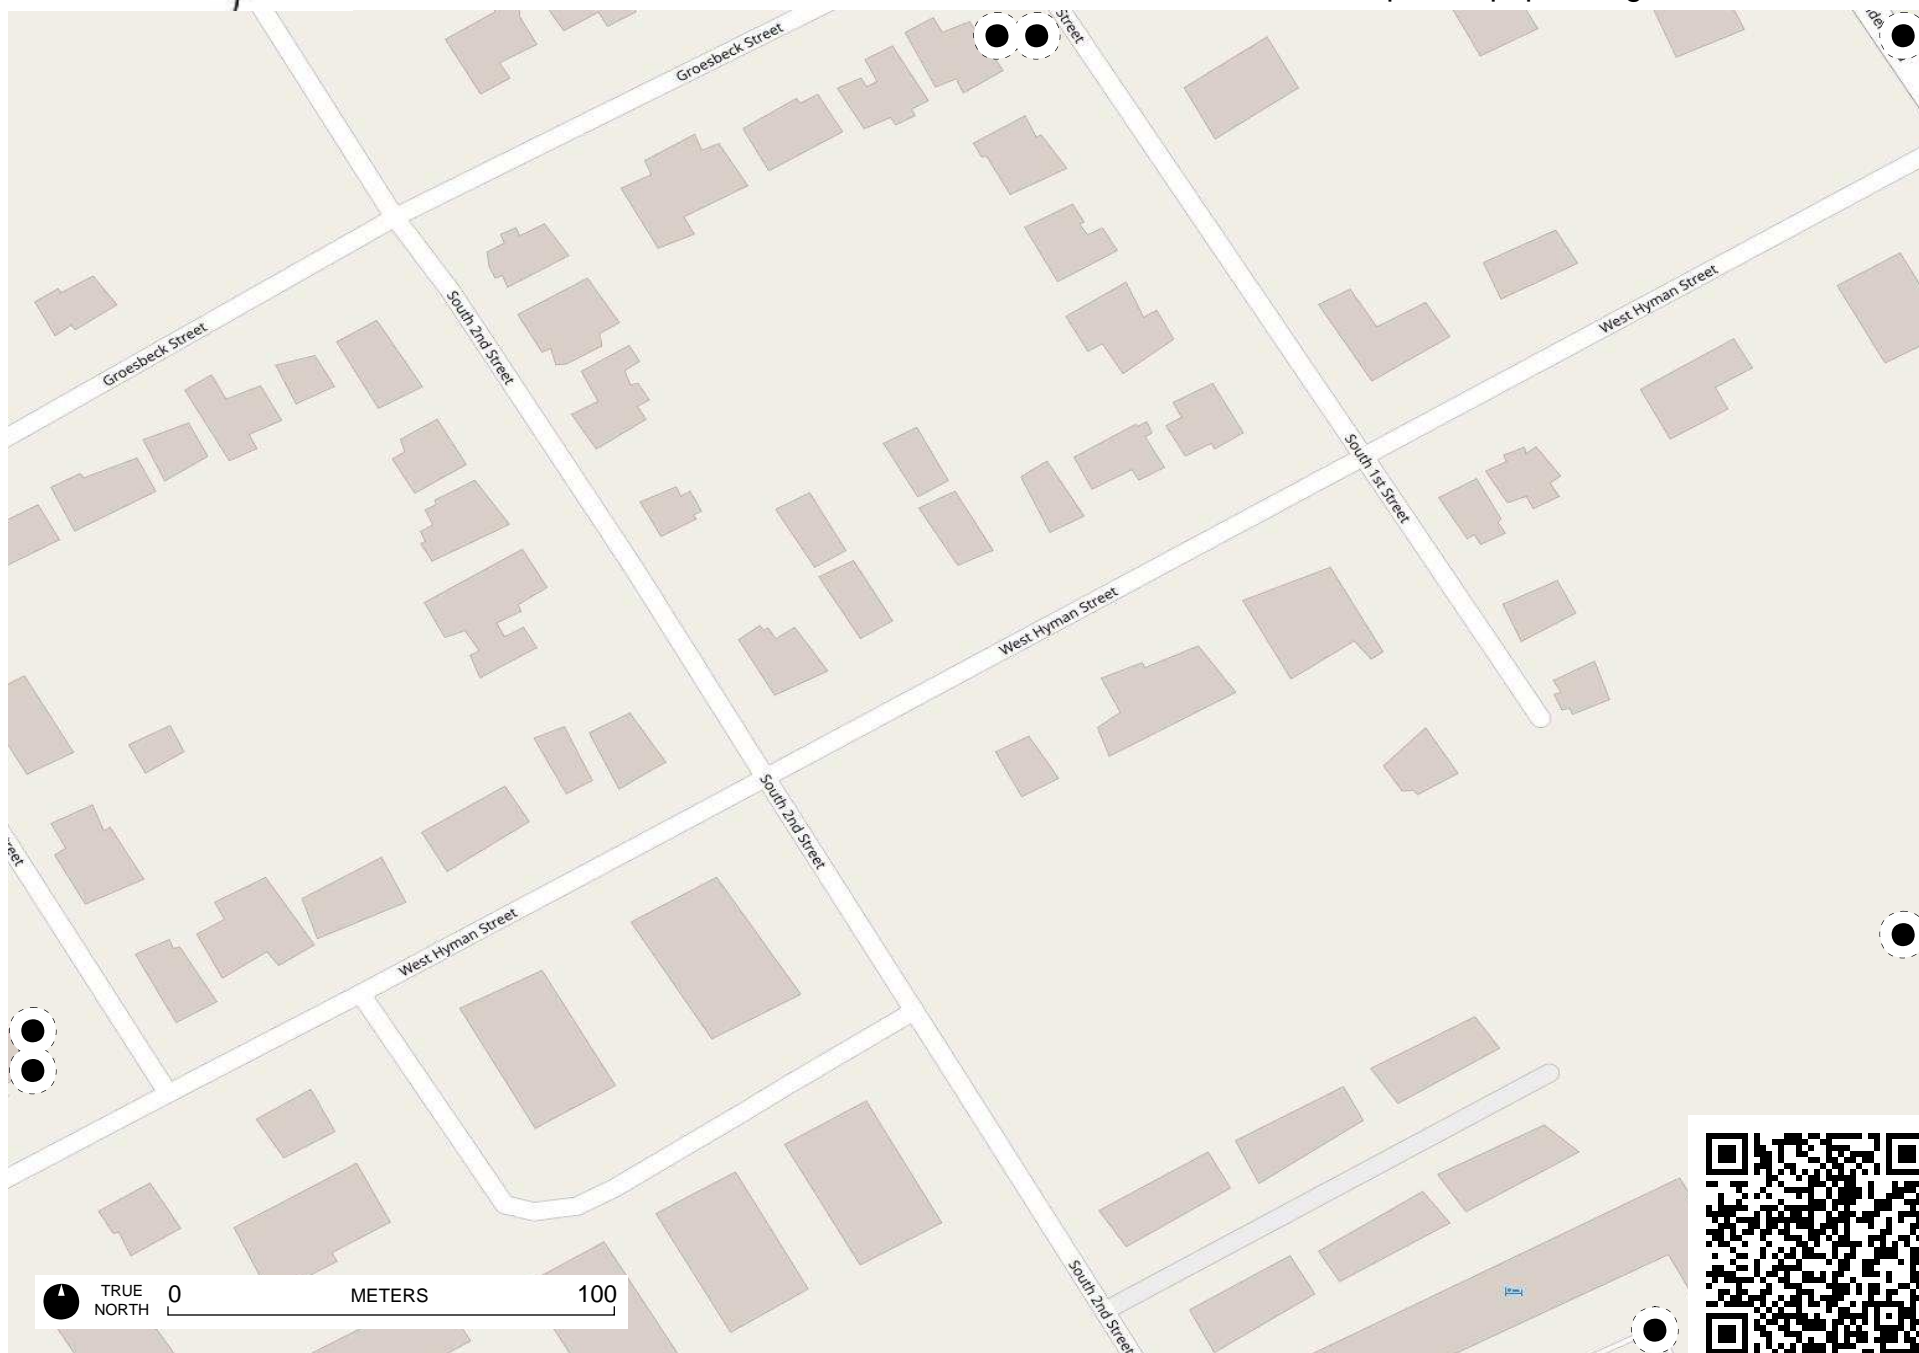 Street
Groesbeck Street
West Hyman Street
South 2nd Street
Groesbeck Street
South 1st Street
West Hyman Street
South 2nd Street
West Hyman Street
South 2nd Street
TRUE
NORTH
0
METERS
100